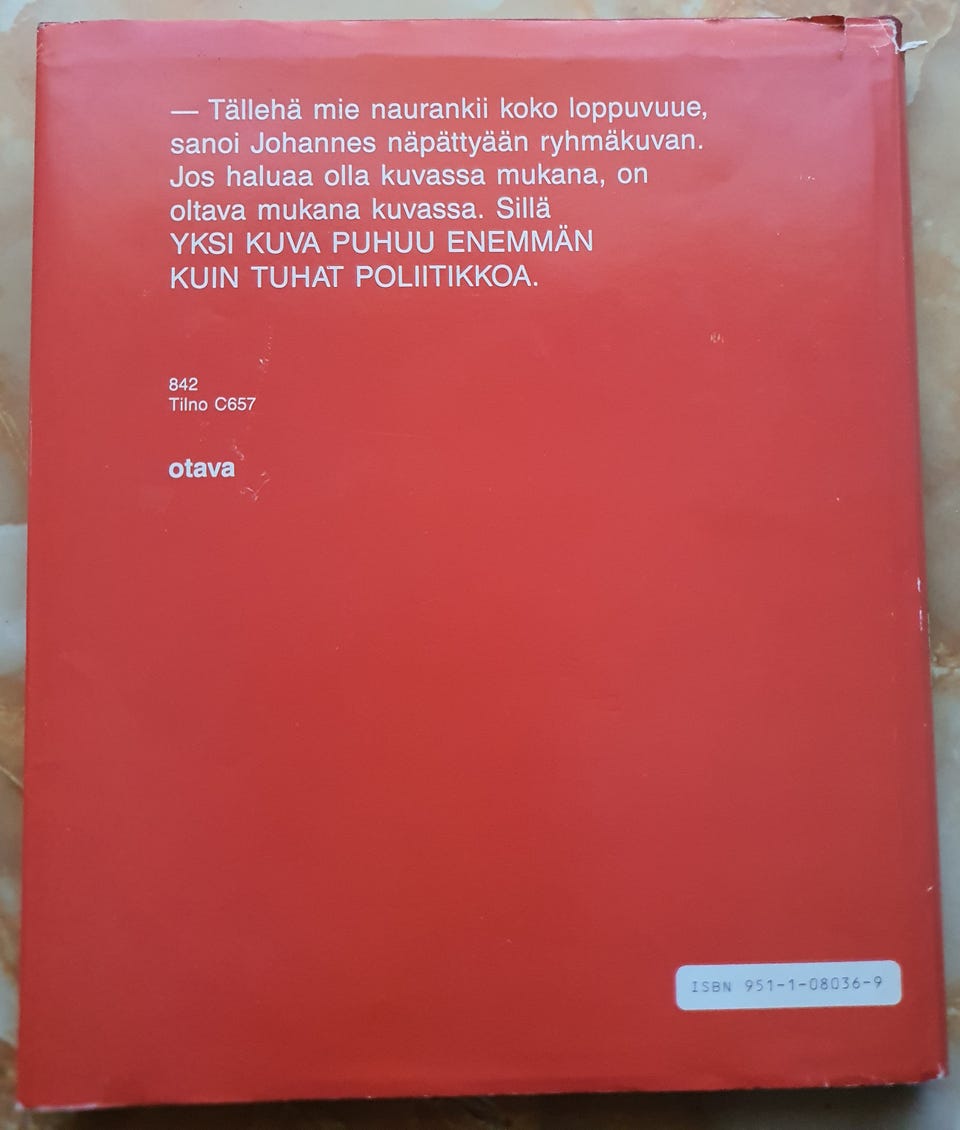 — Tällehä mie naurankii koko loppuvuue,
sanoi Johannes näpättyään ryhmäkuvan.
Jos haluaa olla kuvassa mukana, on
oltava mukana kuvassa. Sillä
YKSI KUVA PUHUU ENEMMÄN
KUIN TUHAT POLIITIKKOA.
842
Tilno C657
otava
ISBN 951-1-08036-9